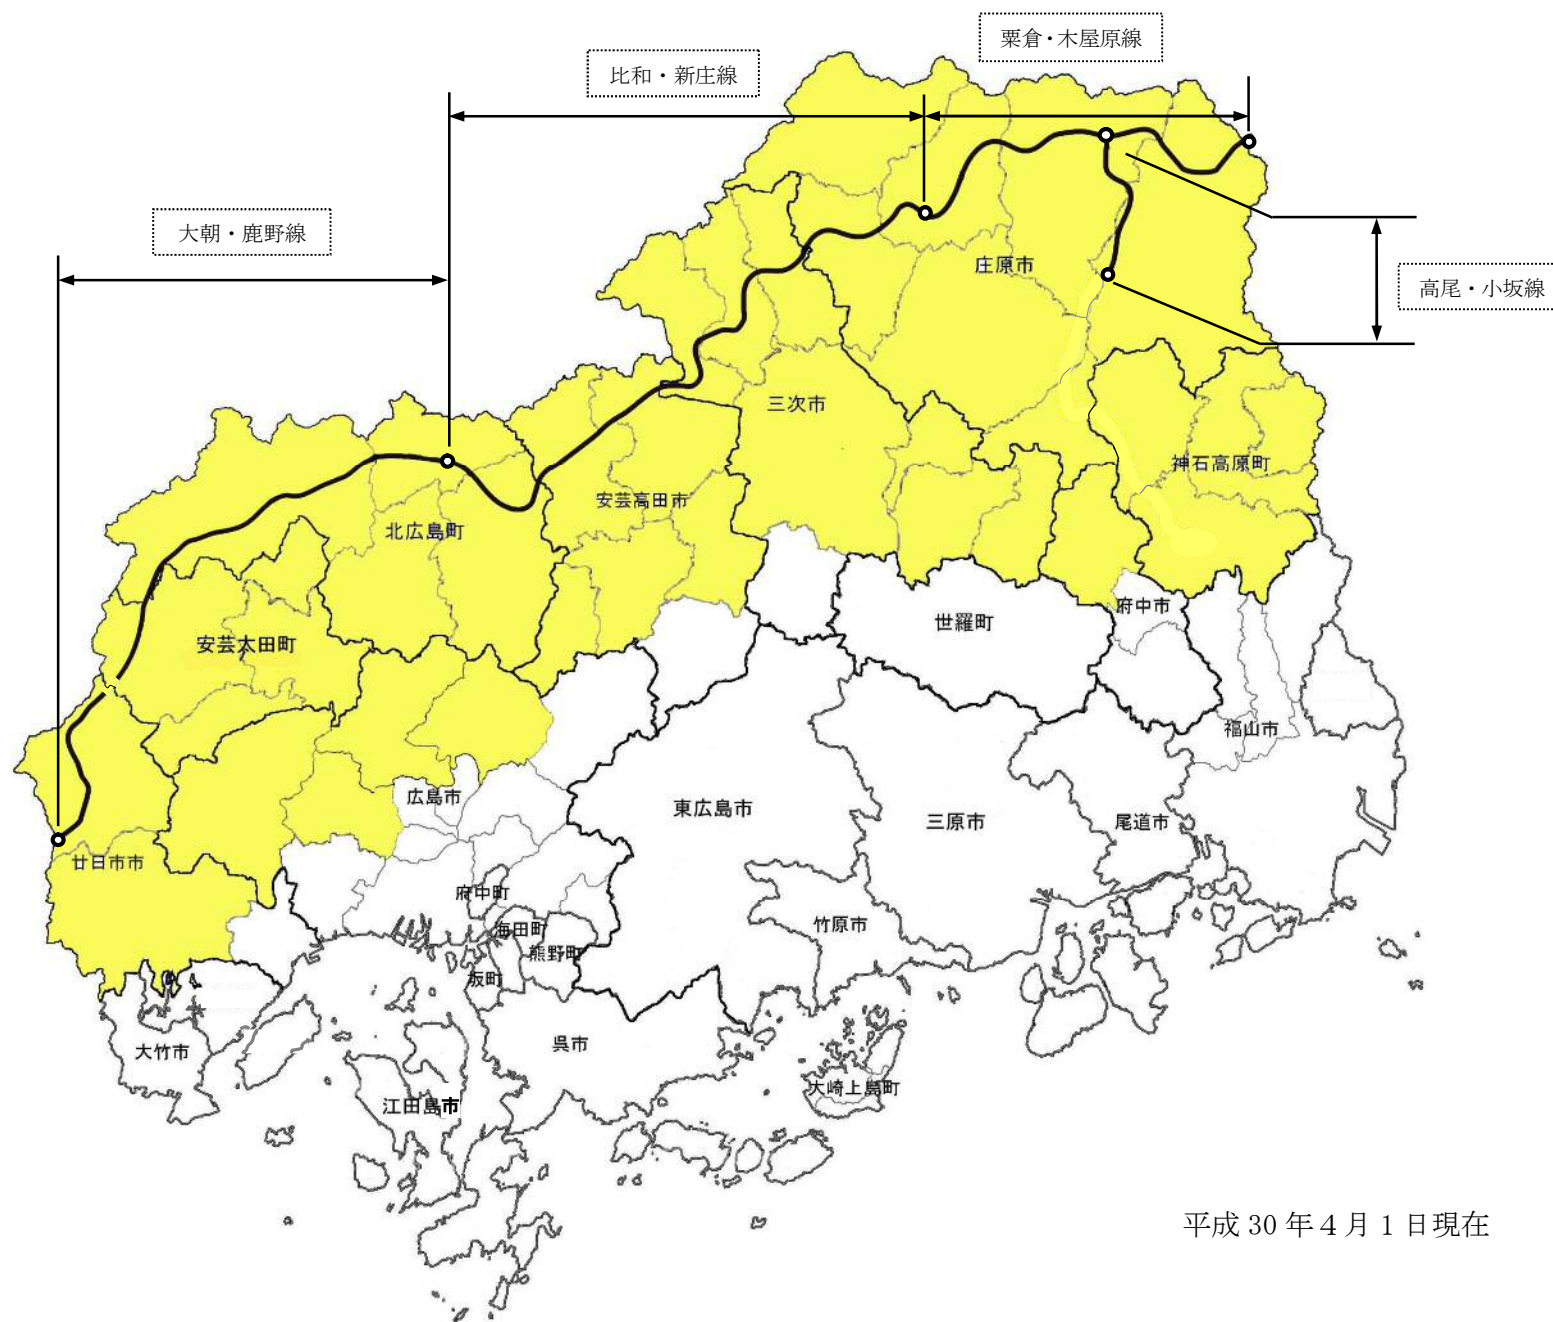 粟倉・木屋原線
比和・新庄線
大朝・鹿野線
庄原市
高尾・小坂線
三次市
神石高原町
安芸高田市
北広島町
府中市
世羅町
安芸太田町
福山市
広島市
東広島市
三原市
尾道市
廿日市市
府中町
海田町
竹原市
熊野町
坂町
呉市
大竹市
大崎上島町
江田島市
平成 30 年４月 1 日現在